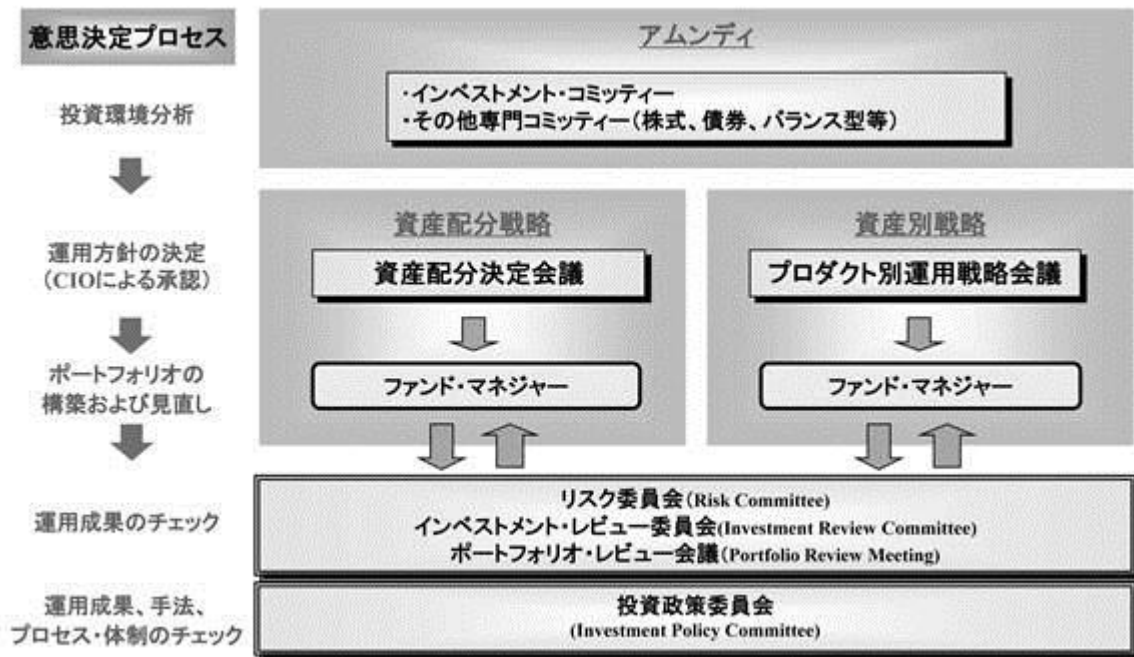 意思決定プロセス
投資環境分析
運用方針の決定
(CIOによる承認)
ポートフォリオの
構築および見直し
運用成果のチェック
運用成果、手法、
プロセス・体制のチェック
アムンディ
・インベストメント・コミッティー
・その他専門コミッティー(株式、債券、バランス型等)
資産配分戦略
資産配分決定会議
ファンド・マネジャー
資産別戦略
プロダクト別運用戦略会議
ファンド・マネジャー
リスク委員会(Risk Committee)
インベストメント・レビュー委員会(Investment Review Committee)
ポートフォリオ・レビュー会議(Portfolio Review Meeting)
投資政策委員会
(Investment Policy Committee)